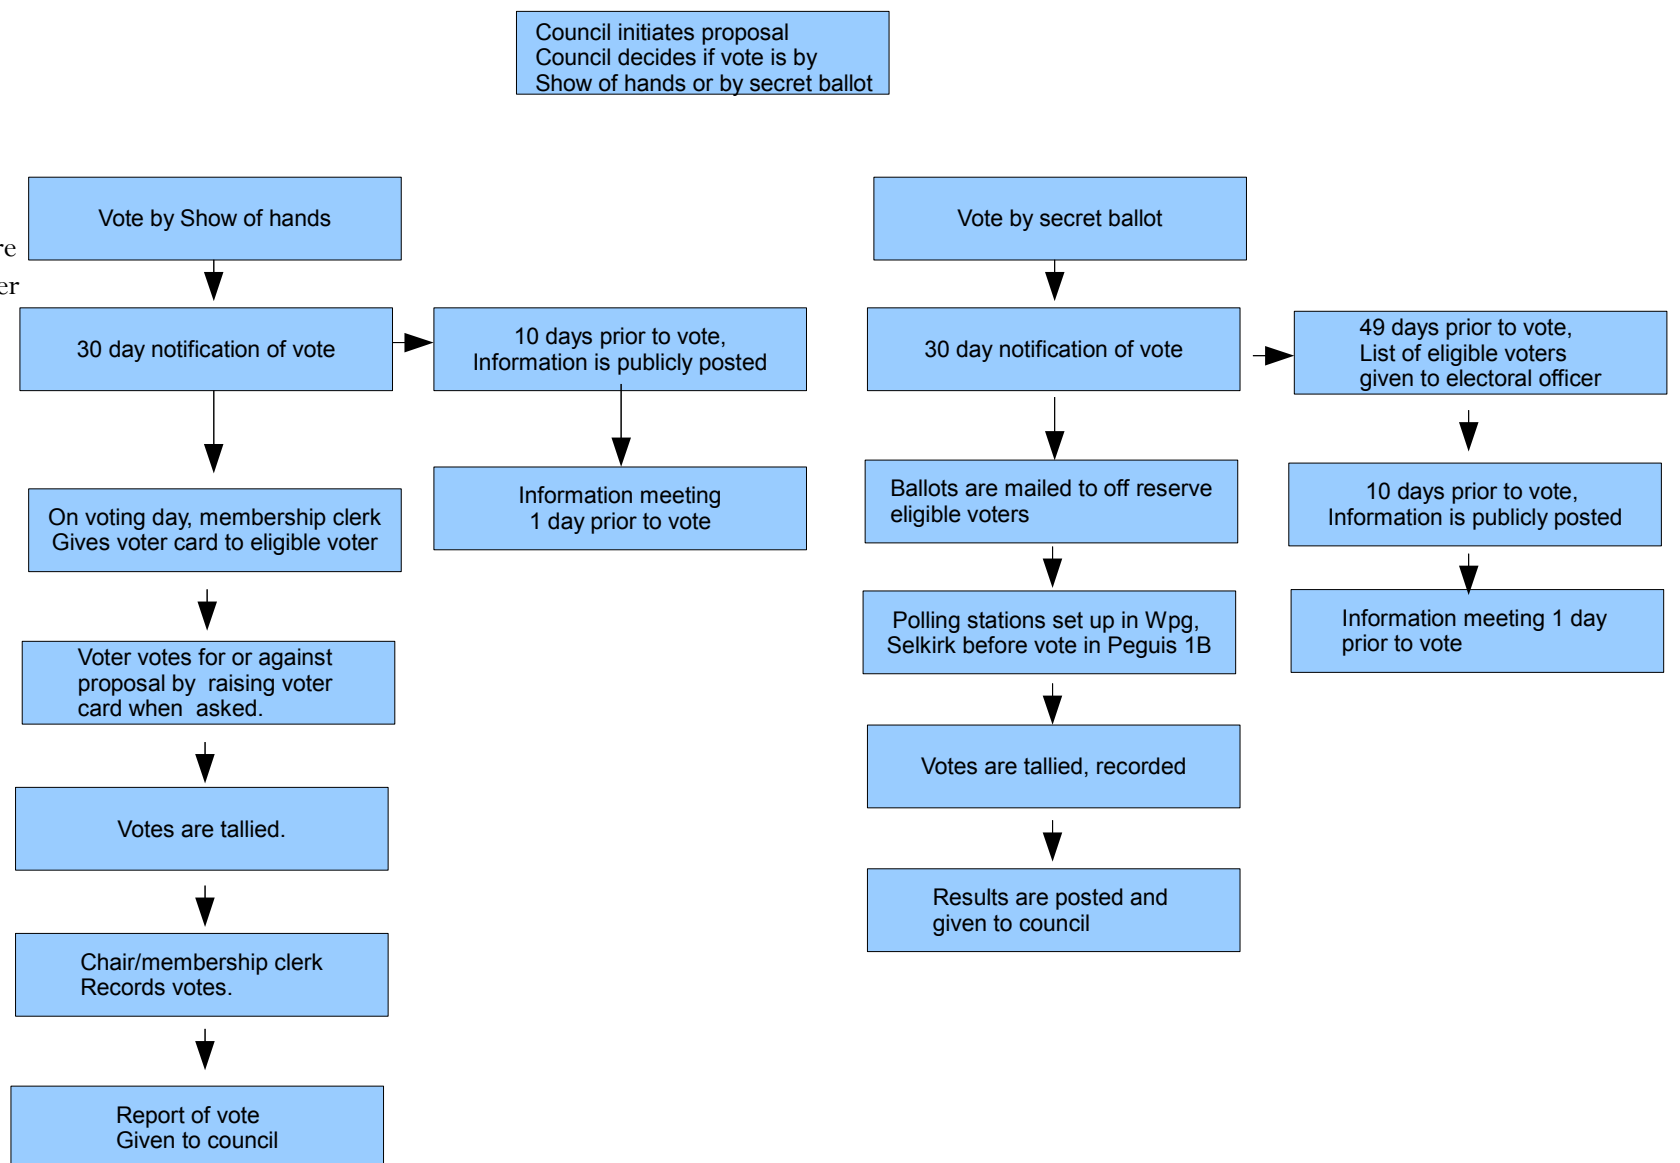 Council initiates proposal
Council decides if vote is by
Show of hands or by secret ballot
Vote by Show of hands
re
er
30 day notification of vote
10 days prior to vote,
Information is publicly posted
Information meeting
1 day prior to vote
On voting day, membership clerk
Gives voter card to eligible voter
Voter votes for or against
proposal by raising voter
card when asked.
Votes are tallied.
Chair/membership clerk
Records votes.
Report of vote
Given to council
Vote by secret ballot
30 day notification of vote
49 days prior to vote,
List of eligible voters
given to electoral officer
10 days prior to vote,
Information is publicly posted
Information meeting 1 day
prior to vote
Ballots are mailed to off reserve
eligible voters
Polling stations set up in Wpg,
Selkirk before vote in Peguis 1B
Votes are tallied, recorded
Results are posted and
given to council